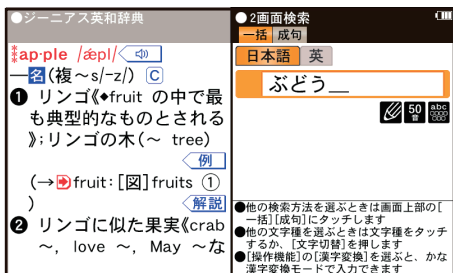 ●ジーニアス英和辞典
⁑ap·ple /ǽpl/
―名(複～s/-z/) C
❶ リンゴ《◆fruit の中で最
も典型的なものとされる
》;リンゴの木(～ tree)
例
(→fruit:[図]fruits ①
)
解説
❷ リンゴに似た果実《crab
～, love ～, May ～な
●2画面検索
一括 成句
日本語 英
ぶどう＿
50音 abc
●他の検索方法を選ぶときは画面上部の[
一括][成句]にタッチします
●他の文字種を選ぶときは文字種をタッチ
するか、[文字切替]を押します
●[操作機能]の[漢字変換]を選ぶと、かな
漢字変換モードで入力できます